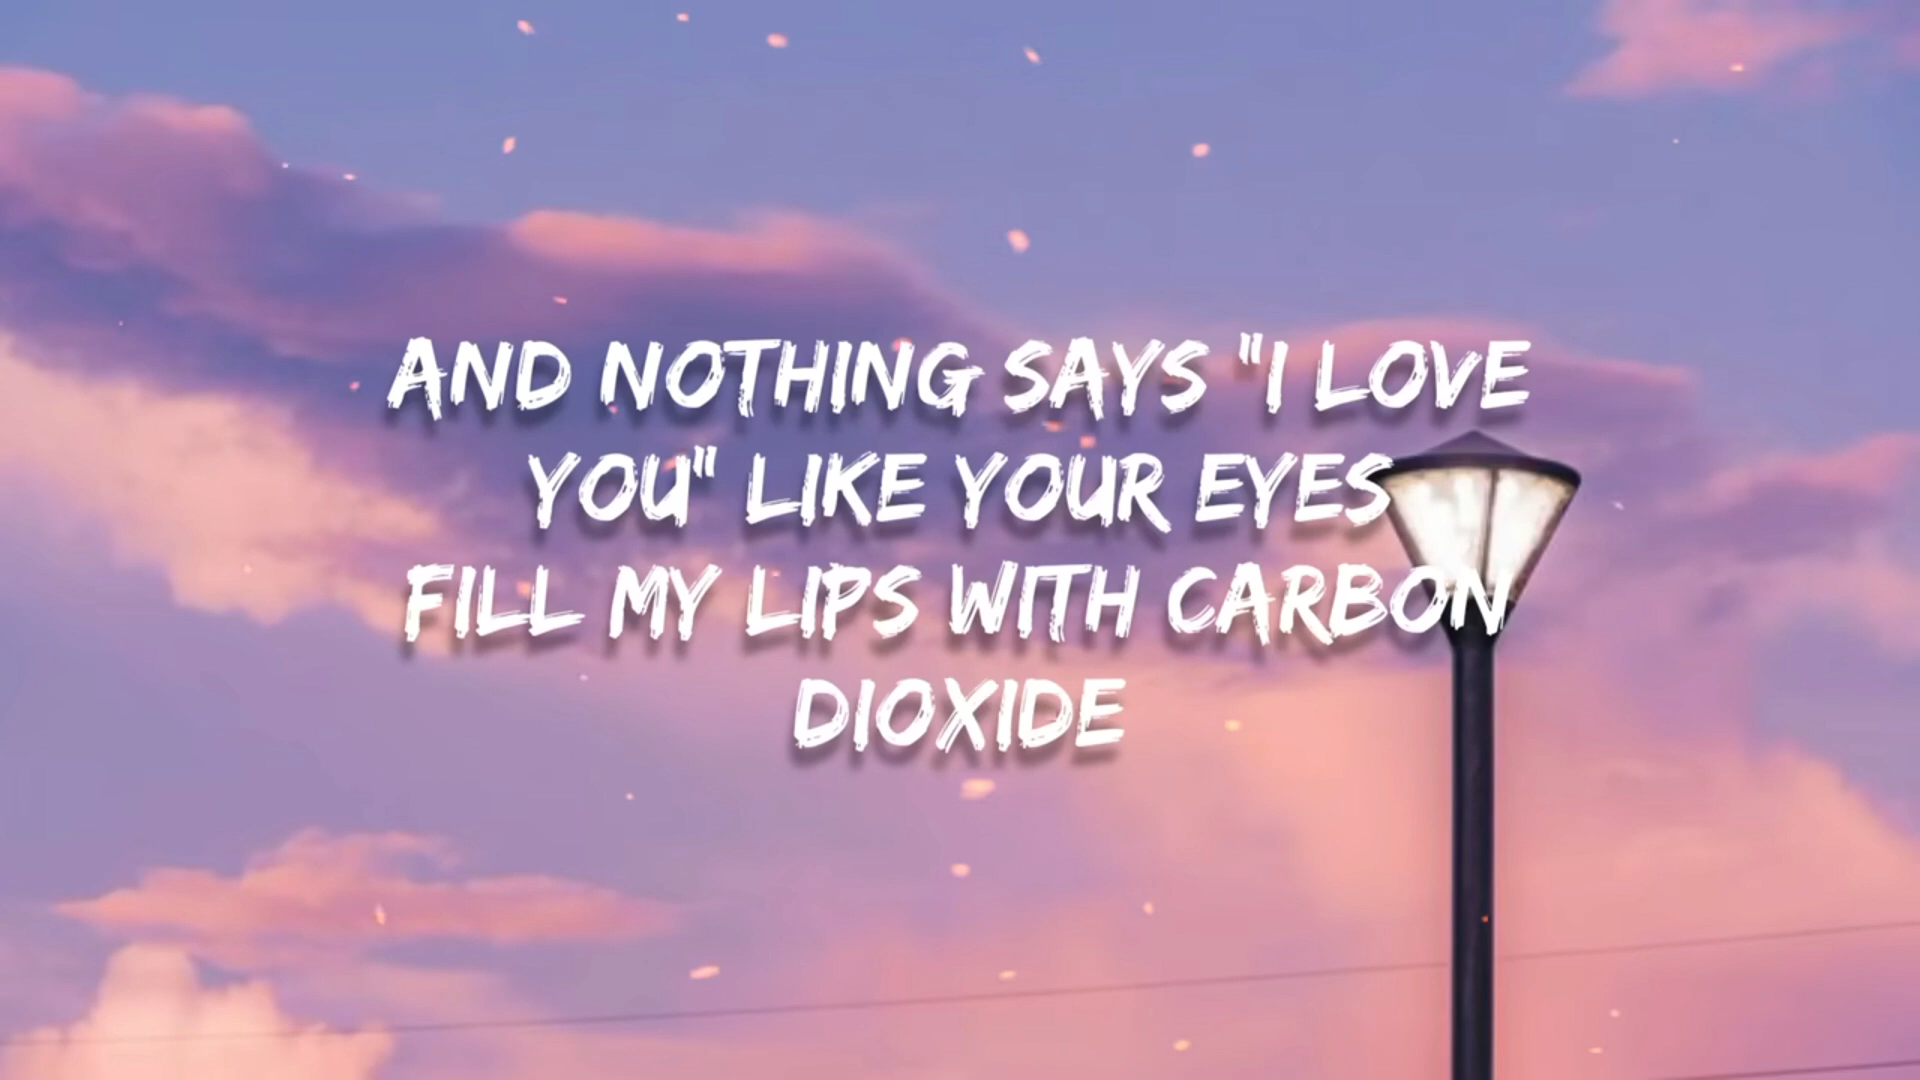 AND NOTHING SAYS "I LOVE
YOU" LIKE YOUR EYES
FILL MY LIPS WITH CARBON
DIOXIDE